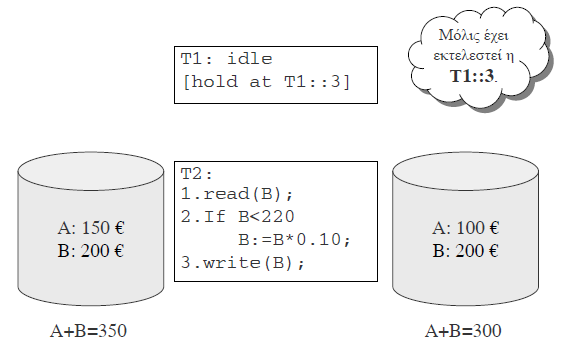 T1: idle
[hold at T1::3]
Μόλις έχει
εκτελεστεί η
T1::3.
A: 150 €
B: 200 €
A+B=350
T2:
1.read(B);
2.If B<220
B:=B*0.10;
3.write(B);
A: 100 €
B: 200 €
A+B=300